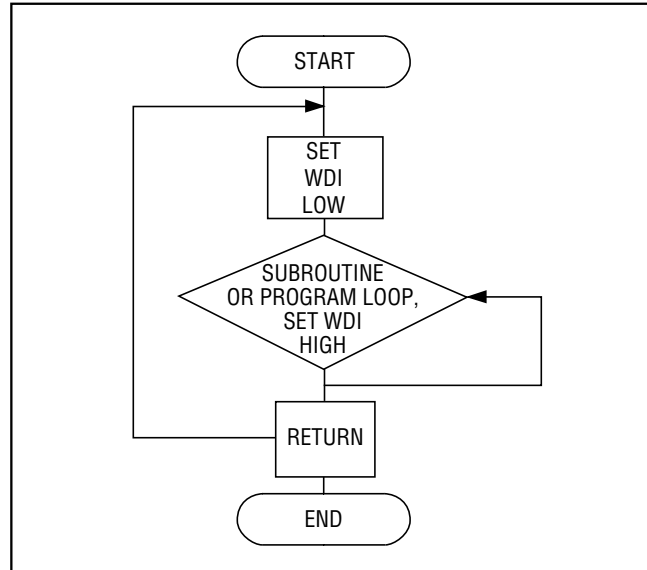 START
SET
WDI
LOW
SUBROUTINE
OR PROGRAM LOOP,
SET WDI
HIGH
RETURN
END